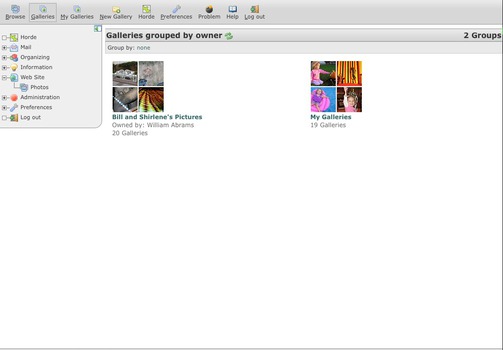 Browse Galleries My Galleries New Gallery Horde Preferences Problem Help Log out
Horde
Mail
Organizing
Information
Web Site
Photos
Administration
Preferences
Log out
Galleries grouped by owner 2 Groups
Group by: none
Bill and Shirlene's Pictures
Owned by: William Abrams
20 Galleries
My Galleries
19 Galleries